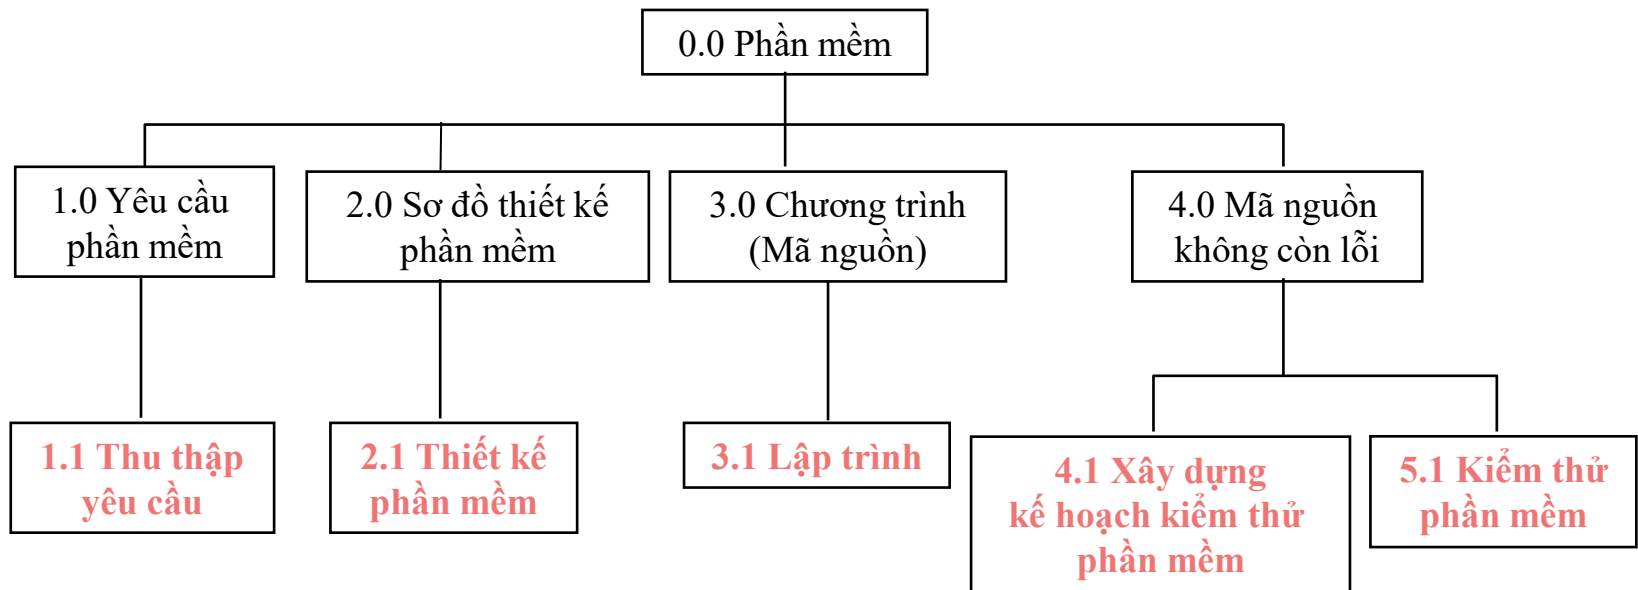 0.0 Phần mềm
1.0 Yêu cầu
phần mềm
2.0 Sơ đồ thiết kế
phần mềm
3.0 Chương trình
(Mã nguồn)
4.0 Mã nguồn
không còn lỗi
1.1 Thu thập
yêu cầu
2.1 Thiết kế
phần mềm
3.1 Lập trình
4.1 Xây dựng
kế hoạch kiểm thử
phần mềm
5.1 Kiểm thử
phần mềm